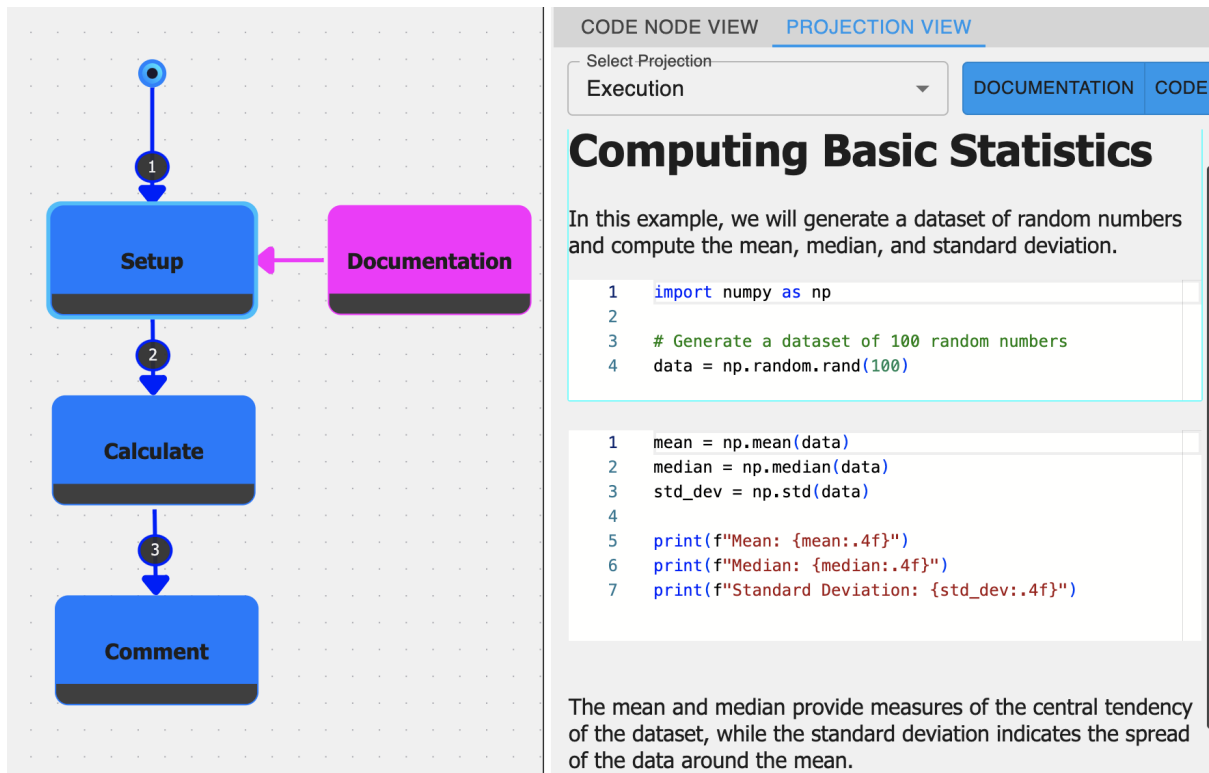 1
Setup
Documentation
2
Calculate
3
Comment
CODE NODE VIEW PROJECTION VIEW
Select Projection
Execution
DOCUMENTATION CODE
Computing Basic Statistics
In this example, we will generate a dataset of random numbers
and compute the mean, median, and standard deviation.
1 import numpy as np
2
3 # Generate a dataset of 100 random numbers
4 data = np.random.rand(100)
1 mean = np.mean(data)
2 median = np.median(data)
3 std_dev = np.std(data)
4
5 print(f"Mean: {mean:.4f}")
6 print(f"Median: {median:.4f}")
7 print(f"Standard Deviation: {std_dev:.4f}")
The mean and median provide measures of the central tendency
of the dataset, while the standard deviation indicates the spread
of the data around the mean.